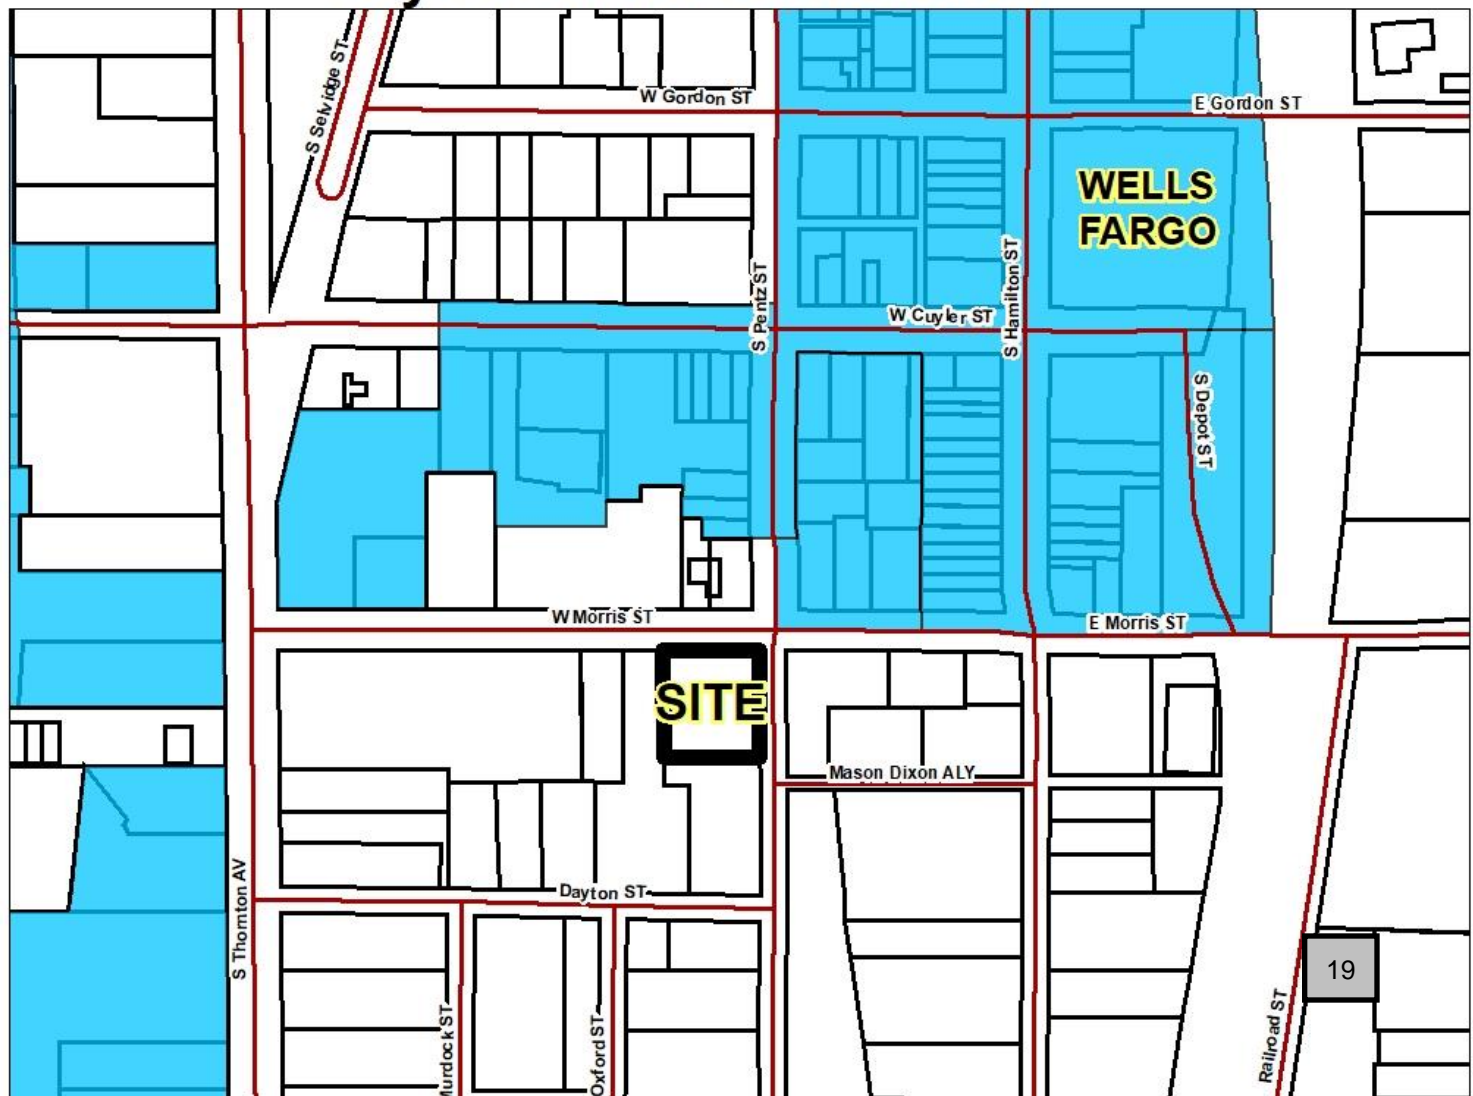 S Selvidge ST
W Gordon ST
E Gordon ST
WELLS
FARGO
S Pentz ST
S Hamilton ST
W Cuyler ST
S Depot ST
W Morris ST
E Morris ST
SITE
Mason Dixon ALY
Dayton ST
S Thornton AV
19
urdock ST
Oxford ST
Railroad ST